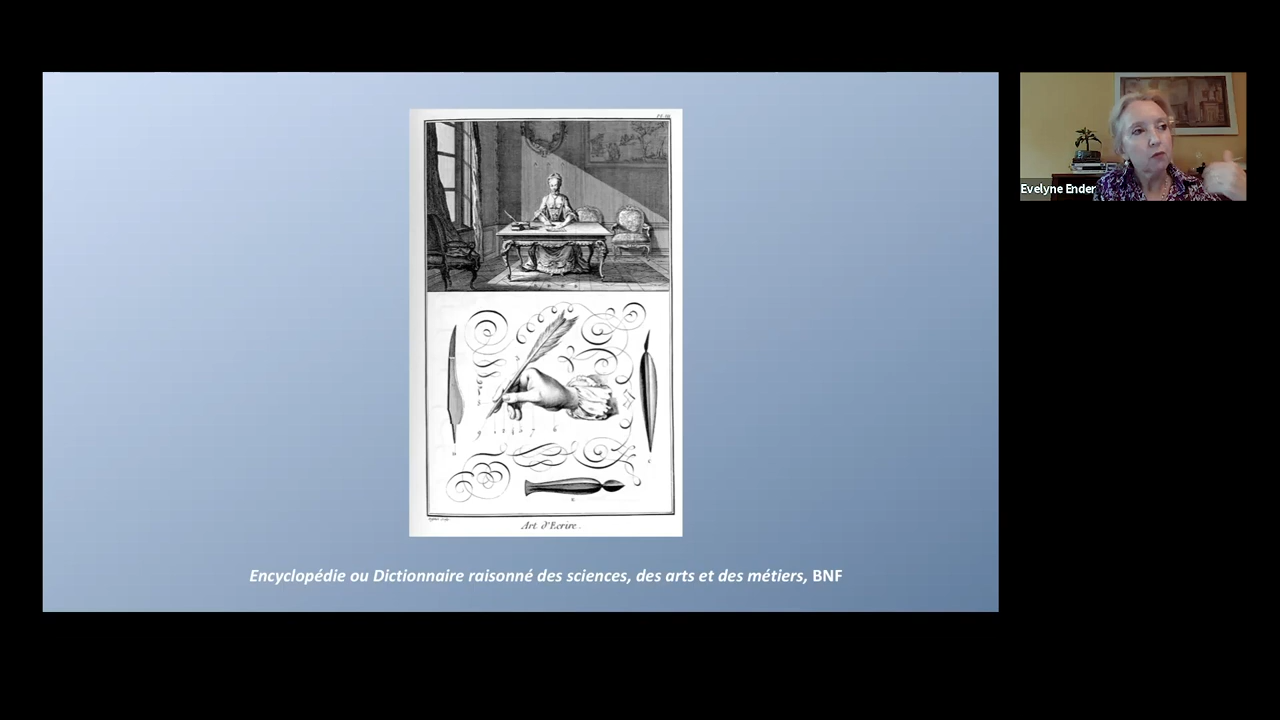 Art d'Ecrire.
Encyclopédie ou Dictionnaire raisonné des sciences, des arts et des métiers, BNF
Evelyne Ender